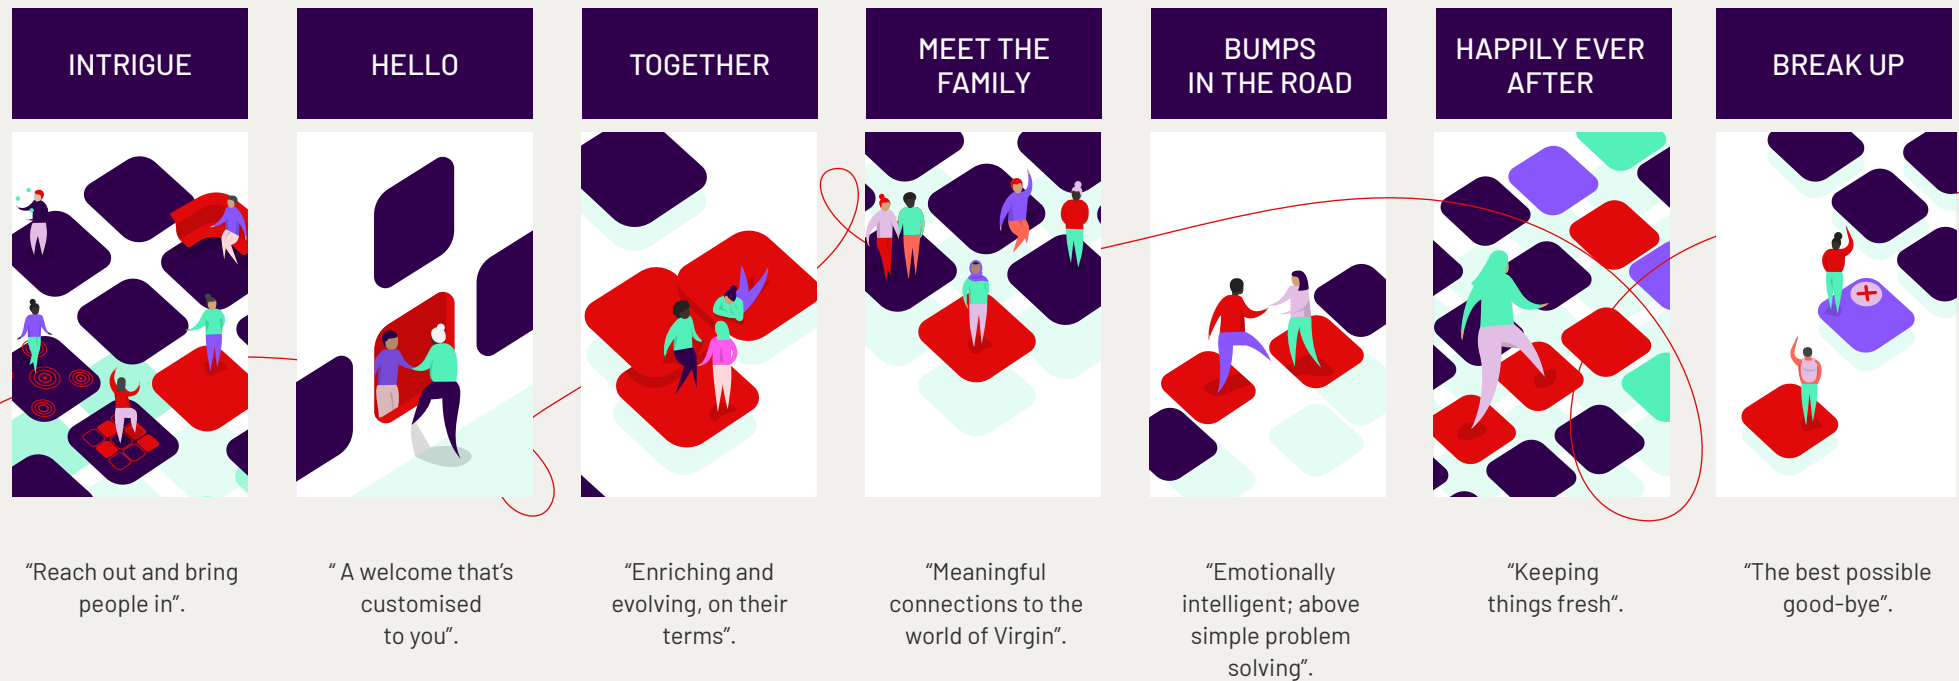 INTRIGUE
HELLO
TOGETHER
MEET THE
FAMILY
BUMPS
IN THE ROAD
HAPPILY EVER
AFTER
BREAK UP
“Reach out and bring
people in”.
“ A welcome that’s
customised
to you”.
“Enriching and
evolving, on their
terms”.
“Meaningful
connections to the
world of Virgin”.
“Emotionally
intelligent; above
simple problem
solving”.
“Keeping
things fresh“.
“The best possible
good-bye”.